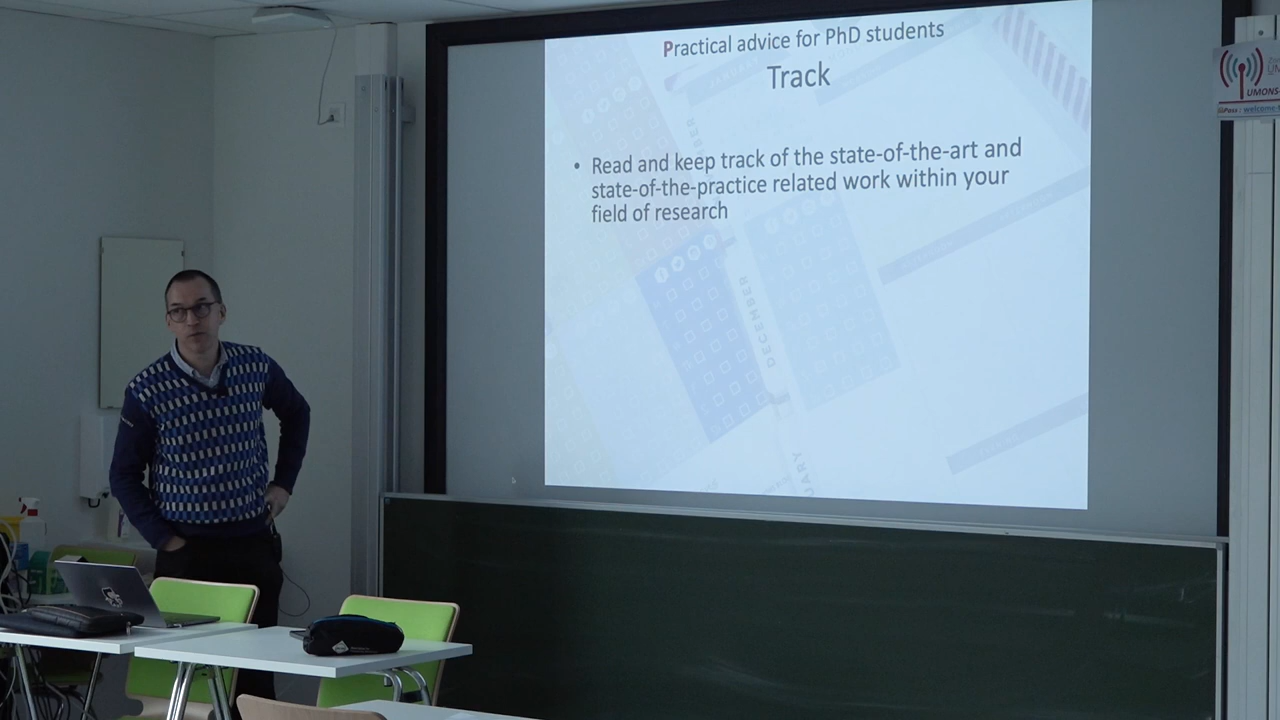 Practical advice for PhD students
Track
• Read and keep track of the state-of-the-art and
state-of-the-practice related work within your
field of research
DECEMBER
UMONS-